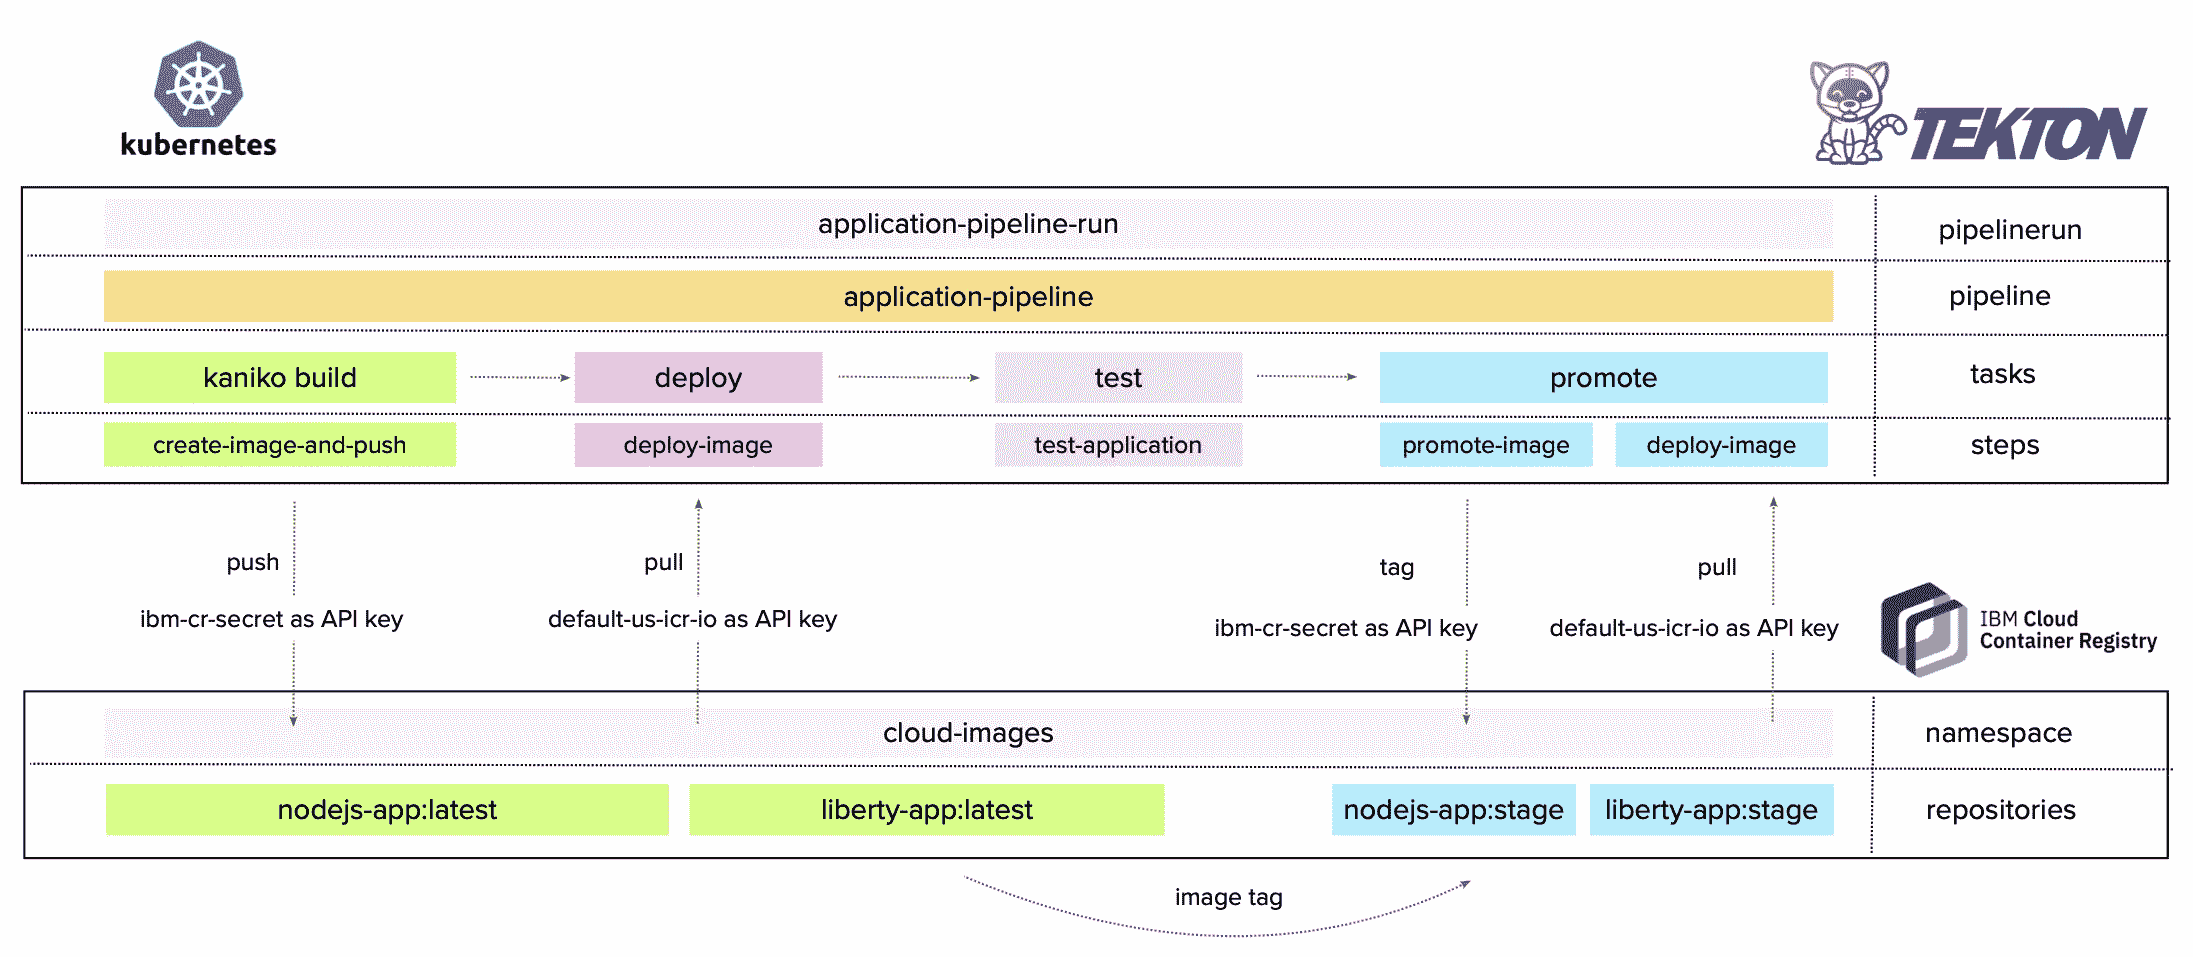 kubernetes
TEKTON
application-pipeline-run
pipelinerun
application-pipeline
pipeline
kaniko build
deploy
test
promote
tasks
create-image-and-push
deploy-image
test-application
promote-image
deploy-image
steps
push
pull
tag
pull
ibm-cr-secret as API key
default-us-icr-io as API key
ibm-cr-secret as API key
default-us-icr-io as API key
IBM Cloud
Container Registry
cloud-images
namespace
nodejs-app:latest
liberty-app:latest
nodejs-app:stage
liberty-app:stage
repositories
image tag